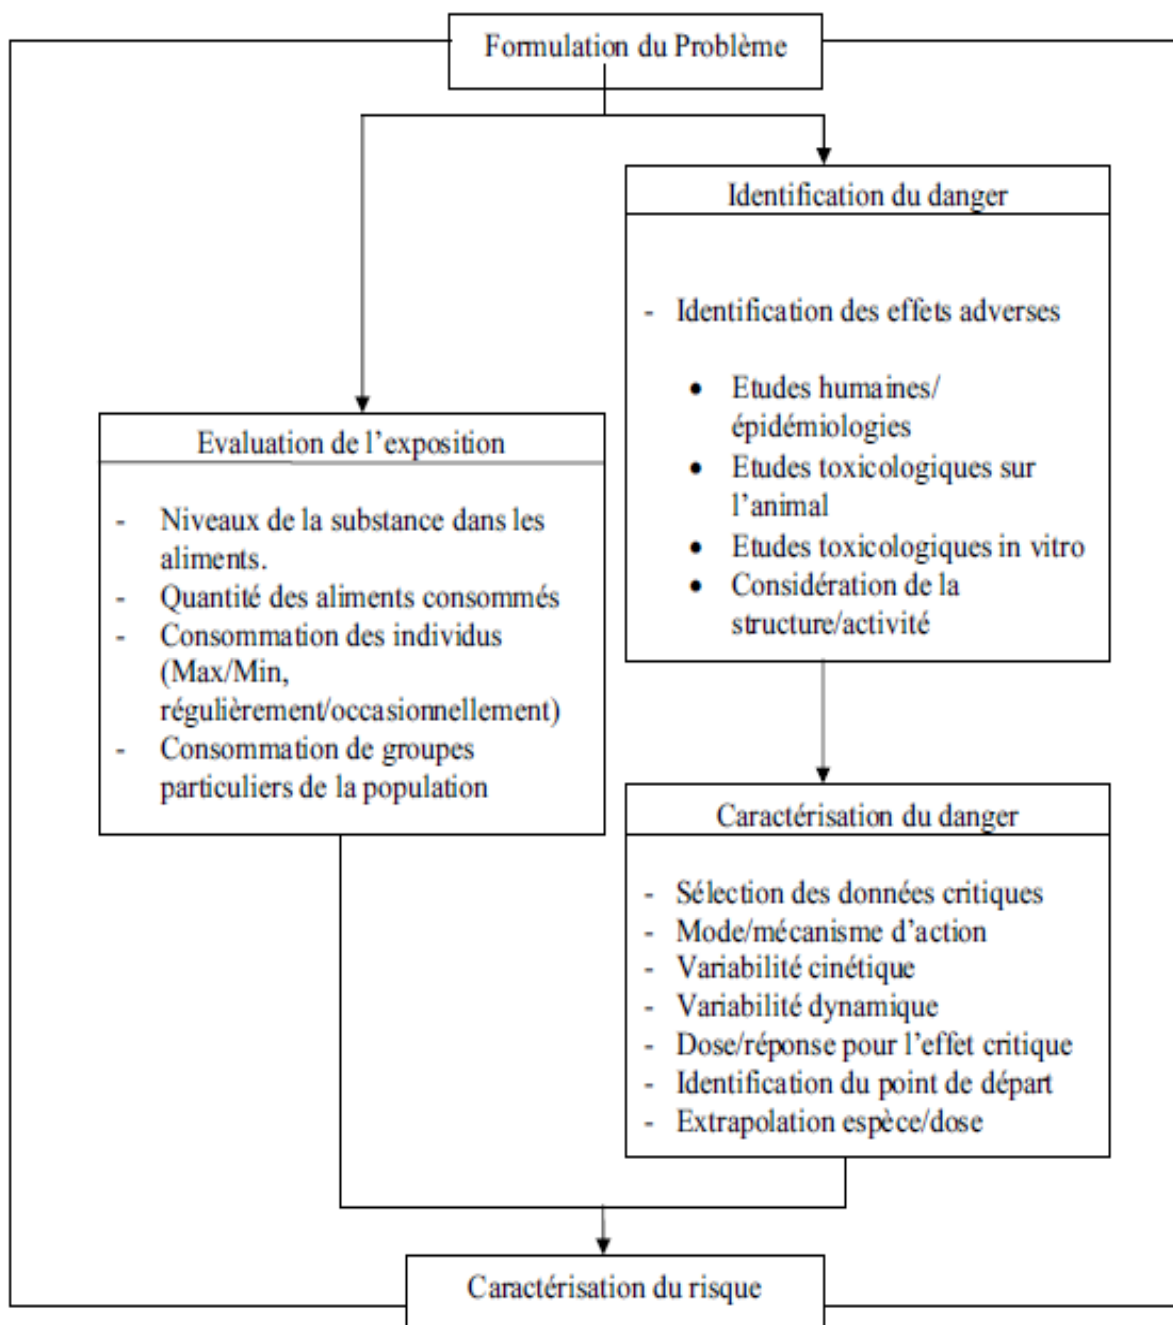 Formulation du Problème
Identification du danger
- Identification des effets adverses
• Etudes humaines/
épidémiologies
• Etudes toxicologiques sur
l'animal
• Etudes toxicologiques in vitro
• Considération de la
structure/activité
Evaluation de l'exposition
- Niveaux de la substance dans les
aliments.
- Quantité des aliments consommés
- Consommation des individus
(Max/Min,
régulièrement/occasionnellement)
- Consommation de groupes
particuliers de la population
Caractérisation du danger
- Sélection des données critiques
- Mode/mécanisme d'action
- Variabilité cinétique
- Variabilité dynamique
- Dose/réponse pour l'effet critique
- Identification du point de départ
- Extrapolation espèce/dose
Caractérisation du risque